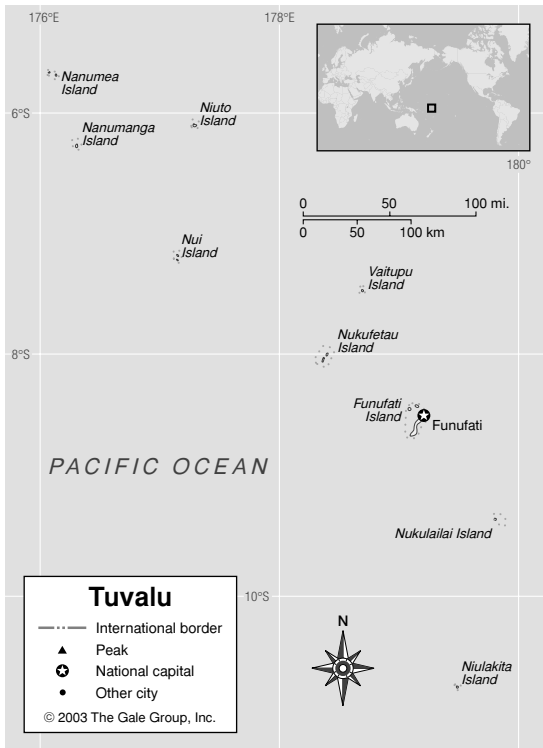 176°E
178°E
Nanumea
Island
6°S
Niuto
Island
Nanumanga
Island
180°
0 50 100 mi.
0 50 100 km
Nui
Island
Vaitupu
Island
Nukufetau
Island
8°S
Funufati
Island
Funufati
PACIFIC OCEAN
Nukulailai Island
10°S
Tuvalu
International border
Peak
National capital
Other city
© 2003 The Gale Group, Inc.
N
Niulakita
Island